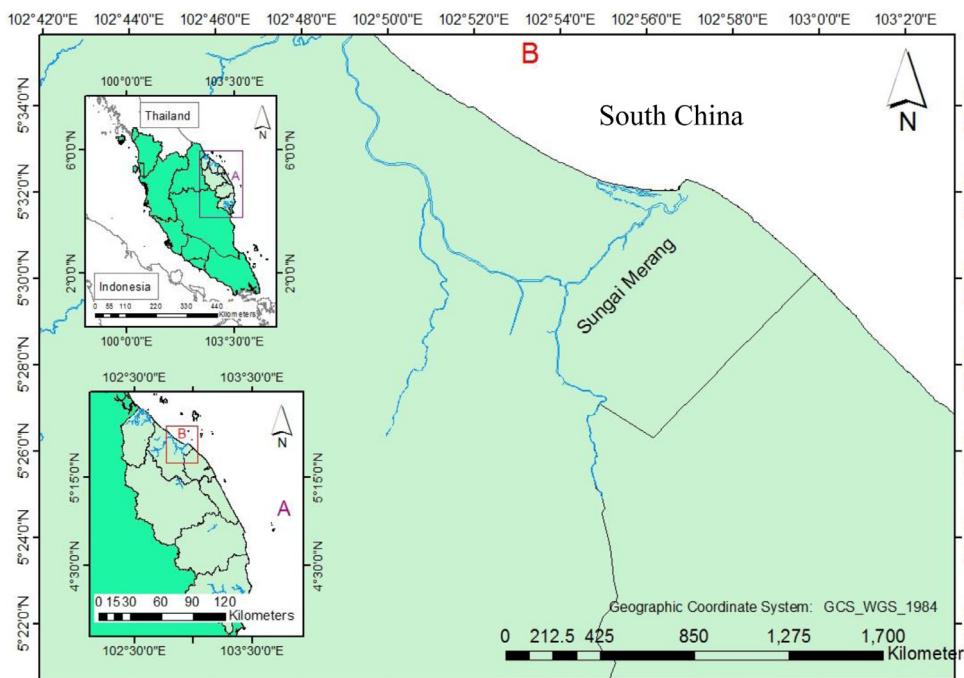 102°42'0"E 102°44'0"E 102°46'0"E 102°48'0"E 102°50'0"E 102°52'0"E 102°54'0"E 102°56'0"E 102°58'0"E 103°0'0"E 103°2'0"E
B
South China
N
5°34'0"N
5°32'0"N
5°30'0"N
5°28'0"N
5°26'0"N
5°24'0"N
5°22'0"N
Sungai Merang
100°0'0"E 103°30'0"E
Thailand
N
6°0'0"N 6°0'0"N
A
2°0'0"N 2°0'0"N
Indonesia
0 55 110 220 330 440
Kilometers
100°0'0"E 103°30'0"E
102°30'0"E 103°30'0"E
N
B
5°15'0"N 5°15'0"N
A
4°30'0"N 4°30'0"N
0 15 30 60 90 120
Kilometers
102°30'0"E 103°30'0"E
Geographic Coordinate System: GCS_WGS_1984
0 212.5 425 850 1,275 1,700
Kilometer